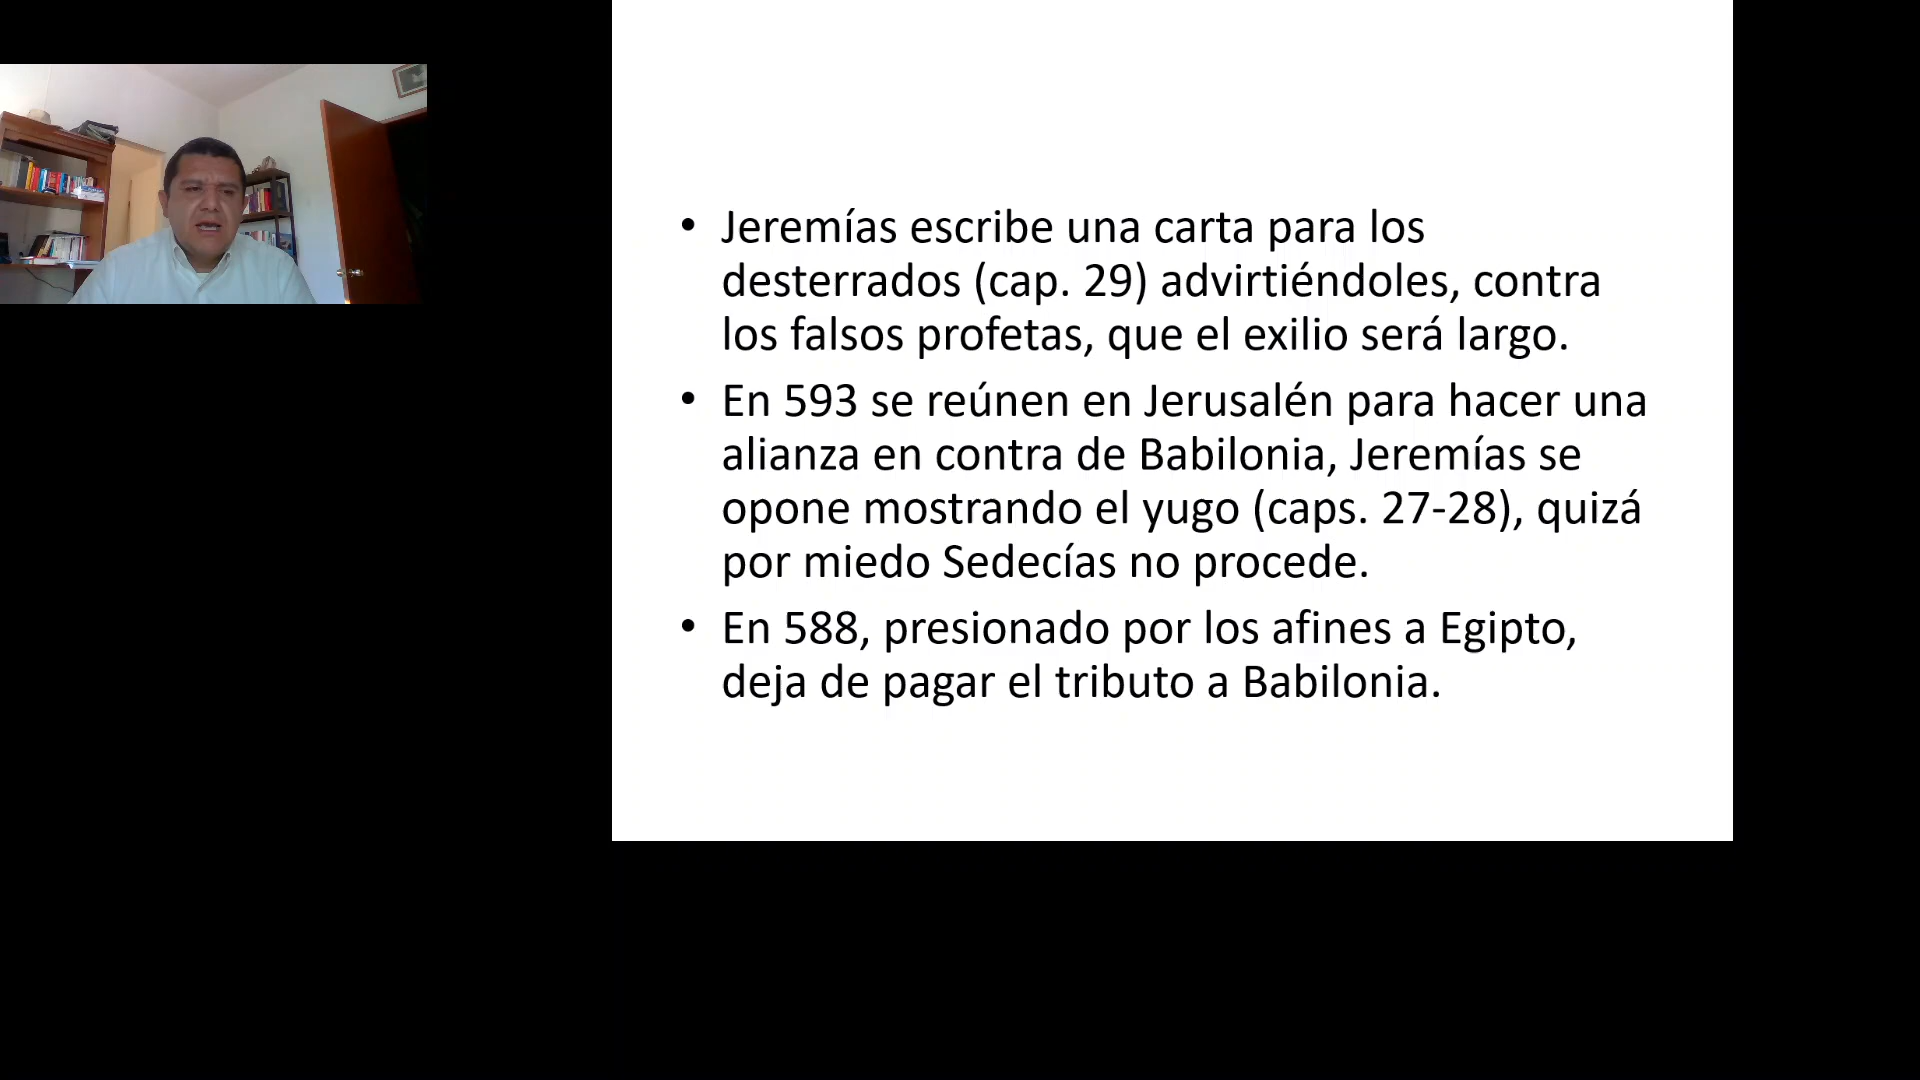 • Jeremías escribe una carta para los
desterrados (cap. 29) advirtiéndoles, contra
los falsos profetas, que el exilio será largo.
• En 593 se reúnen en Jerusalén para hacer una
alianza en contra de Babilonia, Jeremías se
opone mostrando el yugo (caps. 27-28), quizá
por miedo Sedecías no procede.
• En 588, presionado por los afines a Egipto,
deja de pagar el tributo a Babilonia.